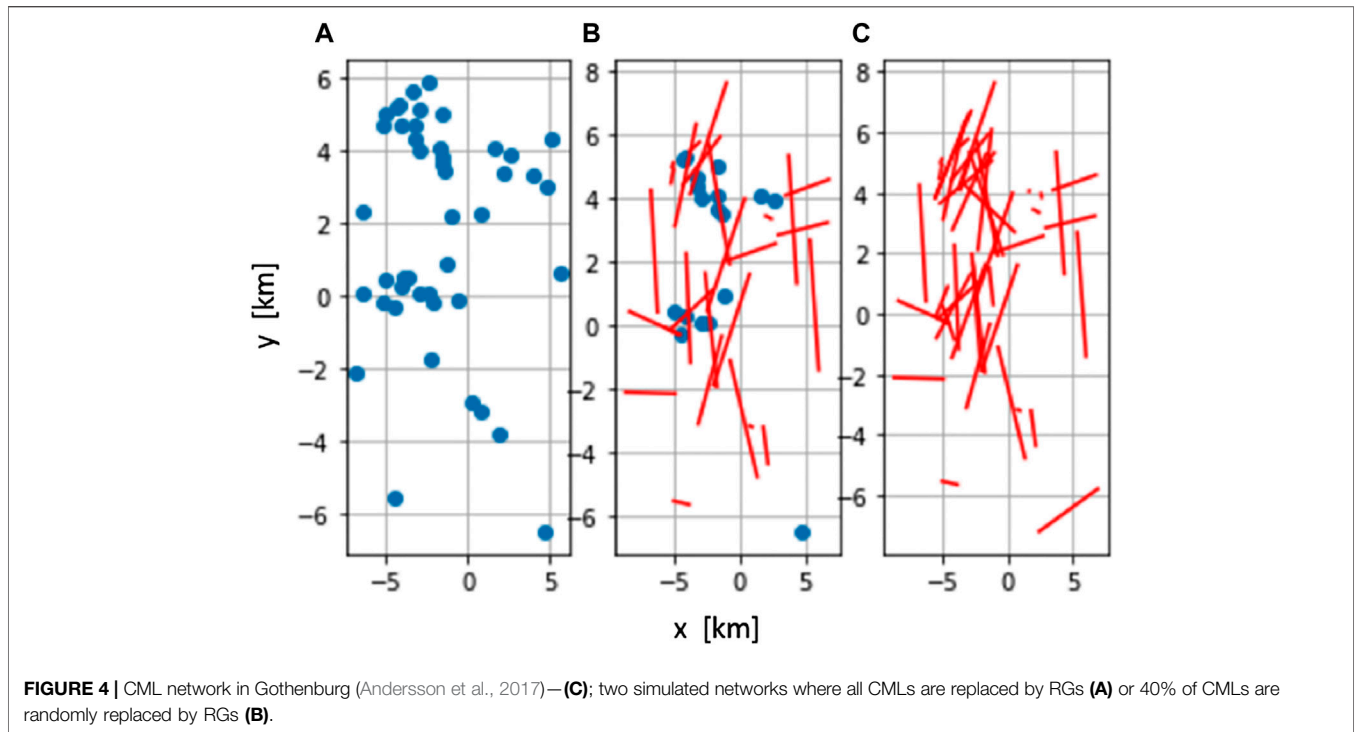 A
B
C
6
4
2
0
−2
−4
−6
8
6
4
2
0
−2
−4
−6
8
6
4
2
0
−2
−4
−6
y [km]
−5 0 5
−5 0 5
−5 0 5
x [km]
FIGURE 4 | CML network in Gothenburg (Andersson et al., 2017)—(C); two simulated networks where all CMLs are replaced by RGs (A) or 40% of CMLs are
randomly replaced by RGs (B).